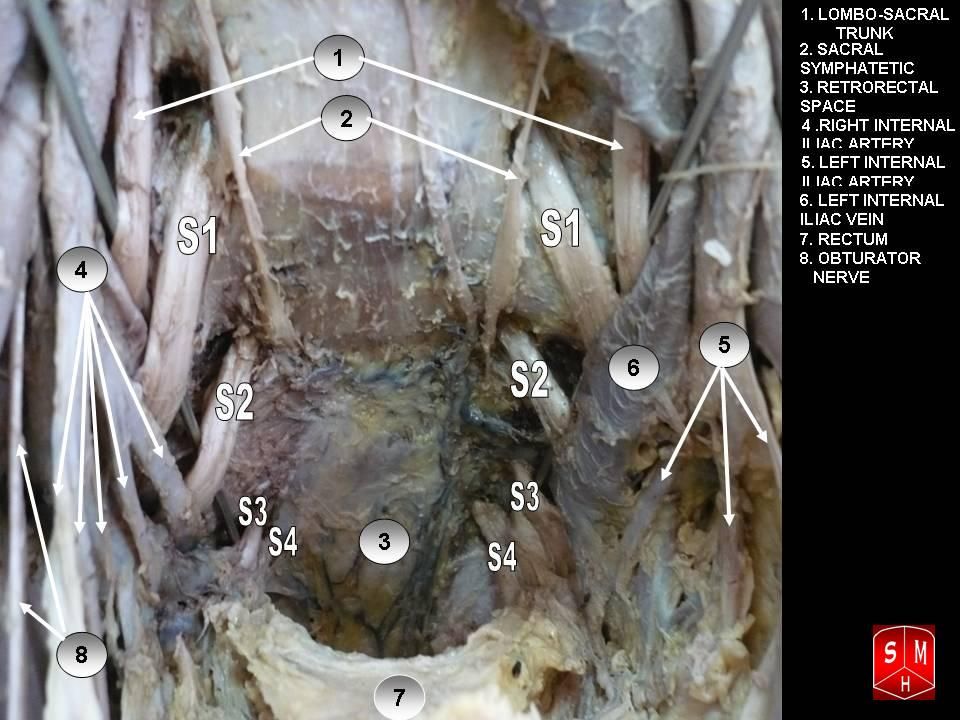 1. LOMBO-SACRAL
TRUNK
2. SACRAL
SYMPHATETIC
3. RETRORECTAL
SPACE
4 .RIGHT INTERNAL
ILIAC ARTERY
5. LEFT INTERNAL
ILIAC ARTERY
6. LEFT INTERNAL
ILIAC VEIN
7. RECTUM
8. OBTURATOR
NERVE
1
2
S1
S1
4
5
6
S2
S2
S3
S3
S4
3
S4
8
7
S M
H